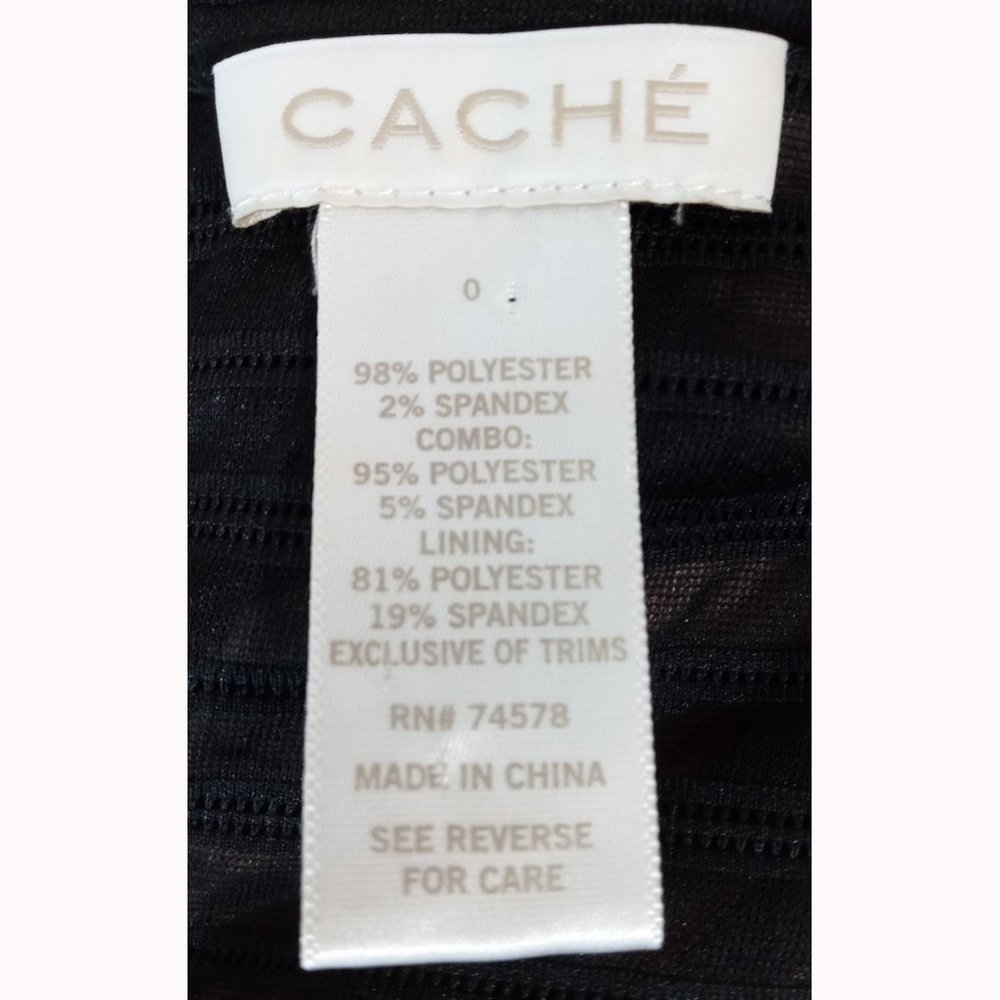 CACHÉ
0
98% POLYESTER
2% SPANDEX
COMBO:
95% POLYESTER
5% SPANDEX
LINING:
81% POLYESTER
19% SPANDEX
EXCLUSIVE OF TRIMS
RN# 74578
MADE IN CHINA
SEE REVERSE
FOR CARE